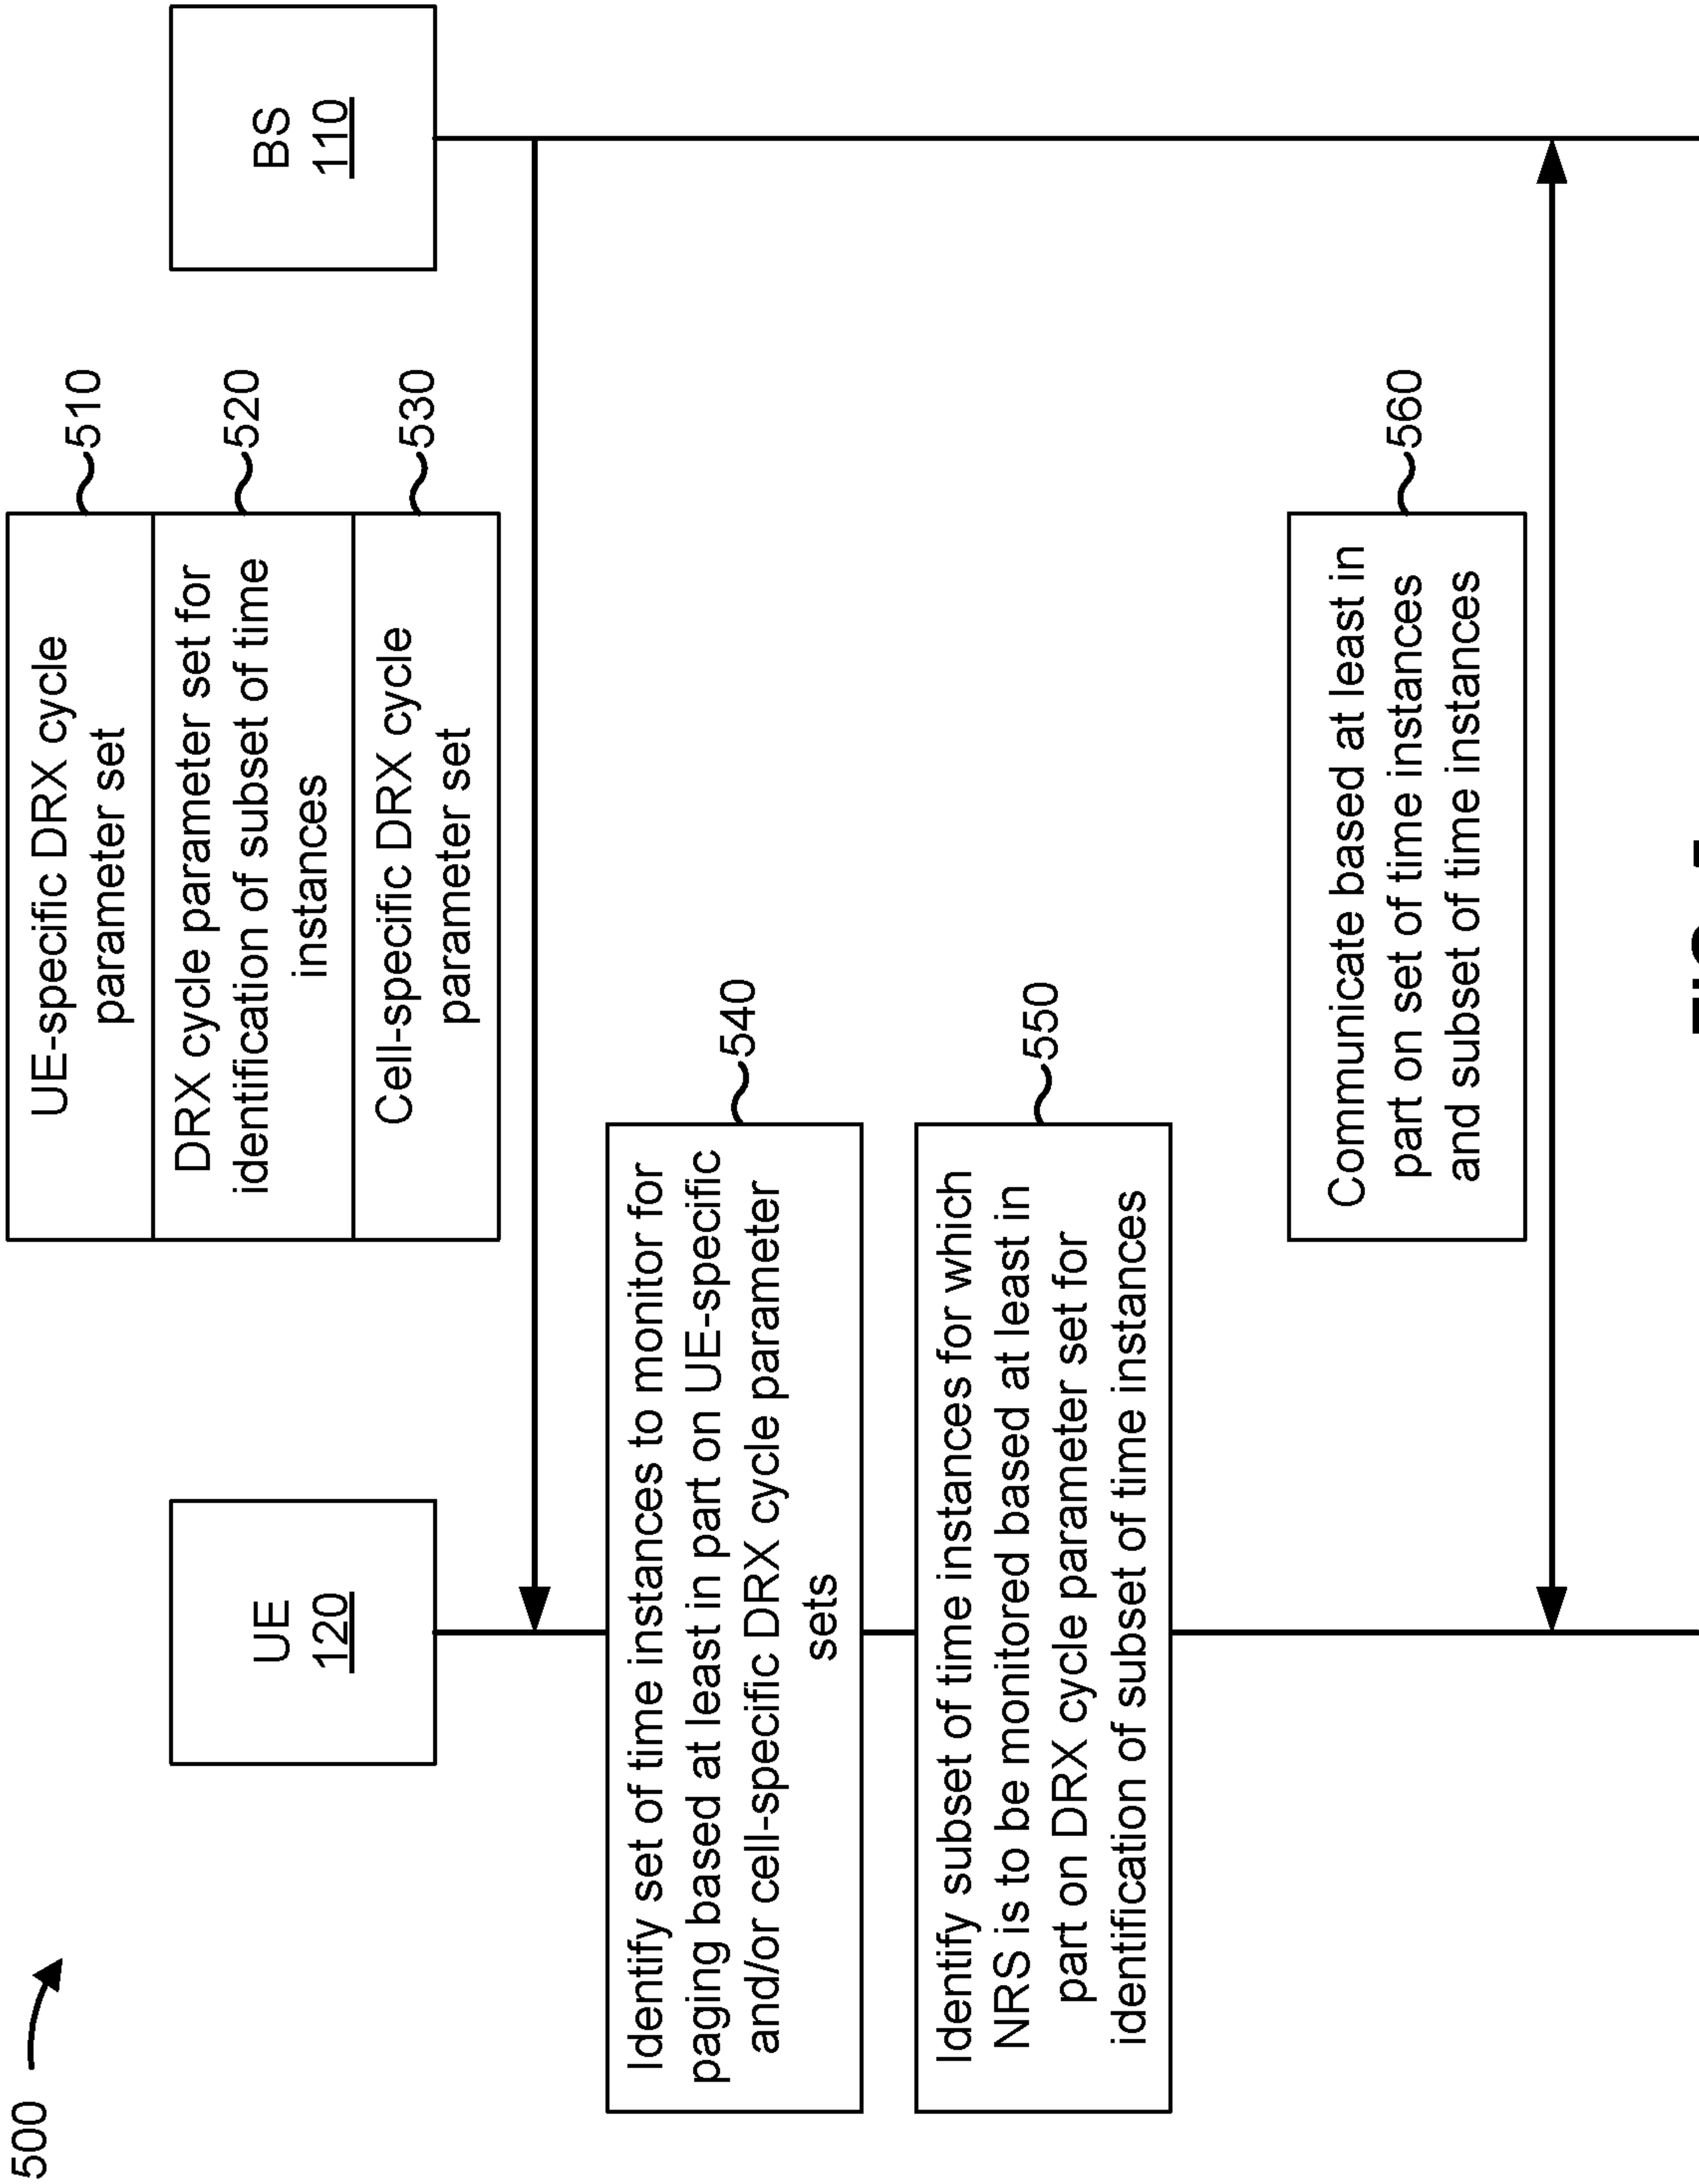 500
UE
120
BS
110
UE-specific DRX cycle
parameter set
510
DRX cycle parameter set for
identification of subset of time
instances
520
Cell-specific DRX cycle
parameter set
530
Identify set of time instances to monitor for
paging based at least in part on UE-specific
and/or cell-specific DRX cycle parameter
sets
540
Identify subset of time instances for which
NRS is to be monitored based at least in
part on DRX cycle parameter set for
identification of subset of time instances
550
Communicate based at least in
part on set of time instances
and subset of time instances
560